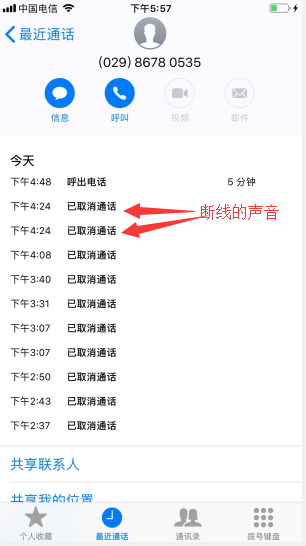 中国电信 下午5:57
最近通话
(029) 8678 0535
信息 呼叫 视频 邮件
今天
下午4:48 呼出电话 5 分钟
下午4:24 已取消通话
断线的声音
下午4:24 已取消通话
下午4:08 已取消通话
下午3:40 已取消通话
下午3:31 已取消通话
下午3:07 已取消通话
下午3:07 已取消通话
下午2:50 已取消通话
下午2:43 已取消通话
下午2:37 已取消通话
共享联系人
共享我的位置
个人收藏 最近通话 通讯录 拨号键盘